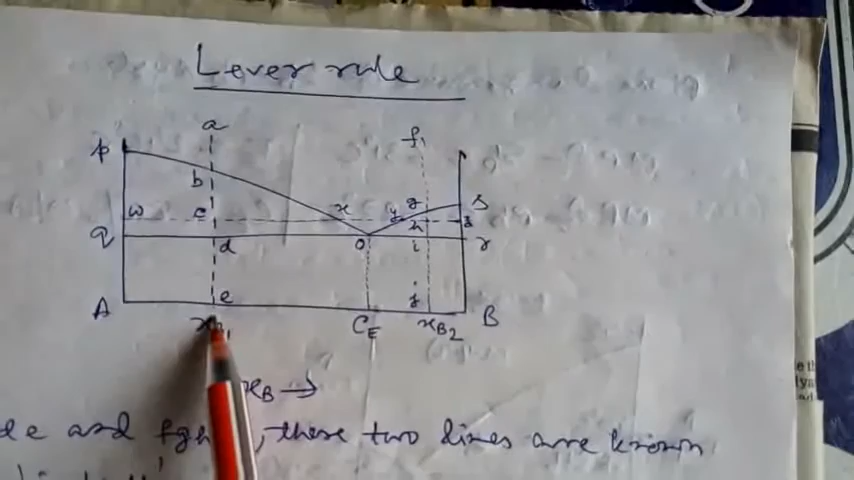 Lever rule
a
f
p
b
g
s
w
c
x
y
h
z
q
d
o
i
r
A
e
j
B
C_E
x_B2
x_B →
and fgh, these two lines are known